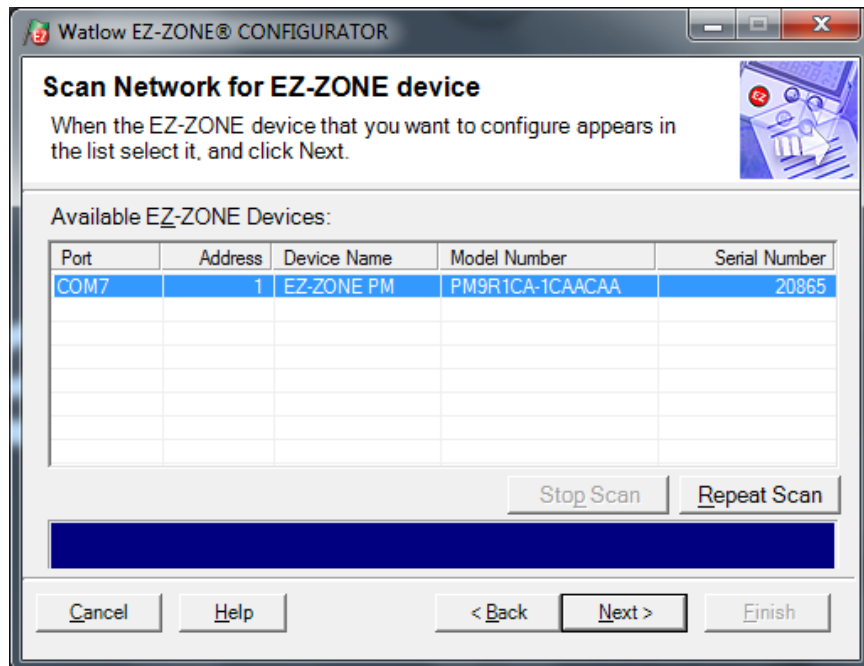 Watlow EZ-ZONE® CONFIGURATOR
Scan Network for EZ-ZONE device
When the EZ-ZONE device that you want to configure appears in
the list select it, and click Next.
EZ
Available EZ-ZONE Devices:
Port Address Device Name Model Number Serial Number
COM7 1 EZ-ZONE PM PM9R1CA-1CAACAA 20865
Stop Scan Repeat Scan
Cancel Help < Back Next > Finish